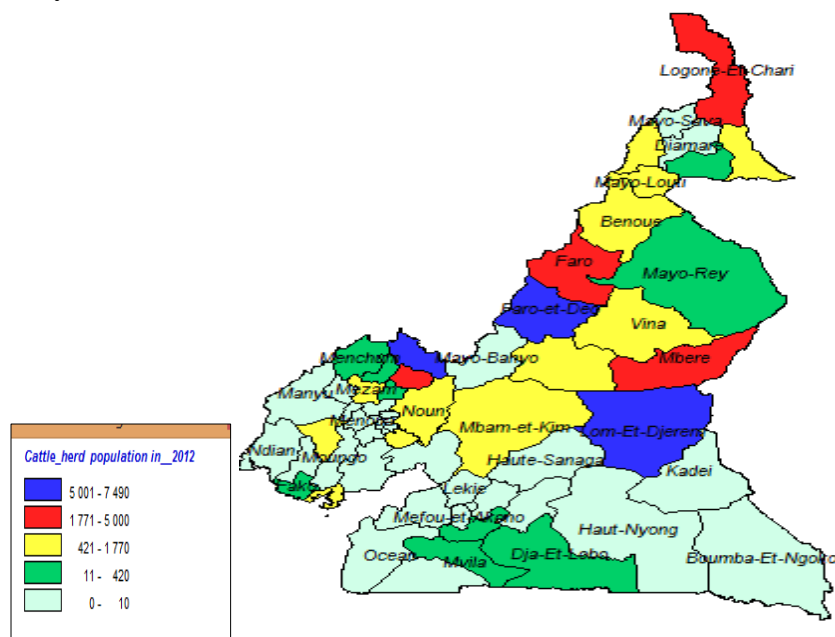 Logone-Et-Chari
Mayo-Sava
Diamare
Mayo-Louti
Benoue
Faro
Mayo-Rey
Faro-et-Deo
Vina
Menchum
Mayo-Banyo
Mbere
Manyu
Mezam
Noun
Menoua
Mbam-et-Kim
Lom-Et-Djerem
Ndian
Moungo
Haute-Sanaga
Kadei
Fako
Lekie
Mefou-et-Akono
Haut-Nyong
Ocean
Mvila
Dja-Et-Lobo
Boumba-Et-Ngoko
Cattle_herd population in__2012
5 001 - 7 490
1 771 - 5 000
421 - 1 770
11 - 420
0 - 10